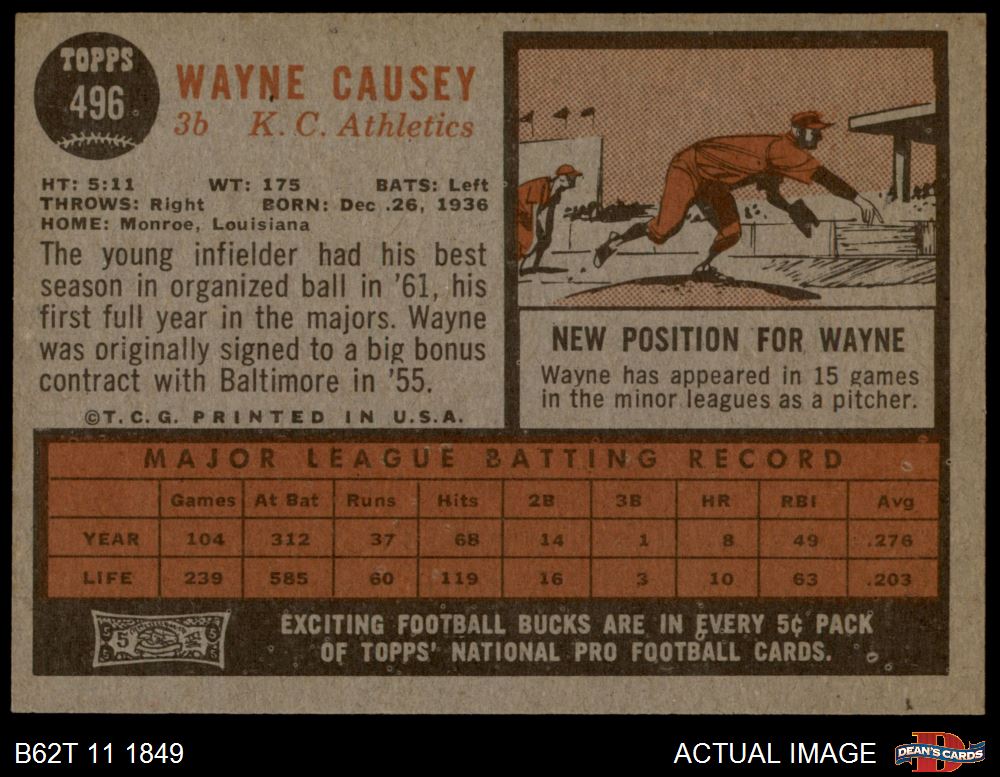 TOPPS
496
WAYNE CAUSEY
3b K. C. Athletics
HT: 5:11 WT: 175 BATS: Left
THROWS: Right BORN: Dec .26, 1936
HOME: Monroe, Louisiana
The young infielder had his best
season in organized ball in '61, his
first full year in the majors. Wayne
was originally signed to a big bonus
contract with Baltimore in '55.
©T. C. G. PRINTED IN U.S.A.
NEW POSITION FOR WAYNE
Wayne has appeared in 15 games
in the minor leagues as a pitcher.
MAJOR LEAGUE BATTING RECORD
Games At Bat Runs Hits 2B 3B HR RBI Avg
YEAR 104 312 37 68 14 1 8 49 .276
LIFE 239 585 60 119 16 3 10 63 .203
5 5 5 5 5
EXCITING FOOTBALL BUCKS ARE IN EVERY 5¢ PACK
OF TOPPS' NATIONAL PRO FOOTBALL CARDS.
B62T 11 1849
ACTUAL IMAGE
D
DEAN'S CARDS